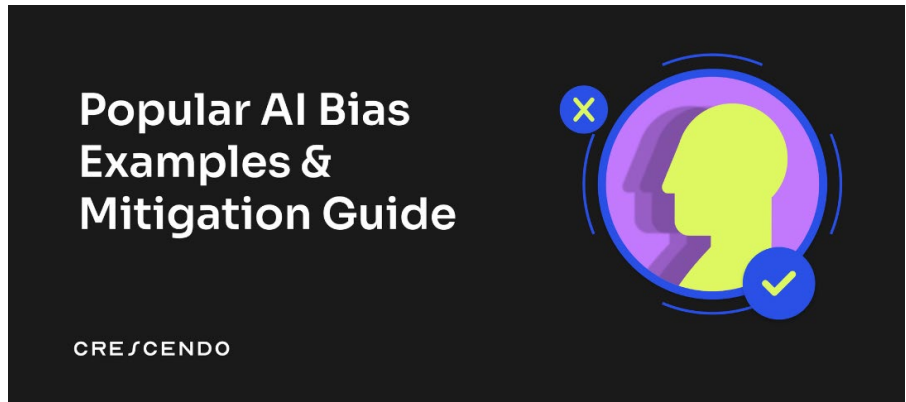 Popular AI Bias
Examples &
Mitigation Guide
CRESCENDO